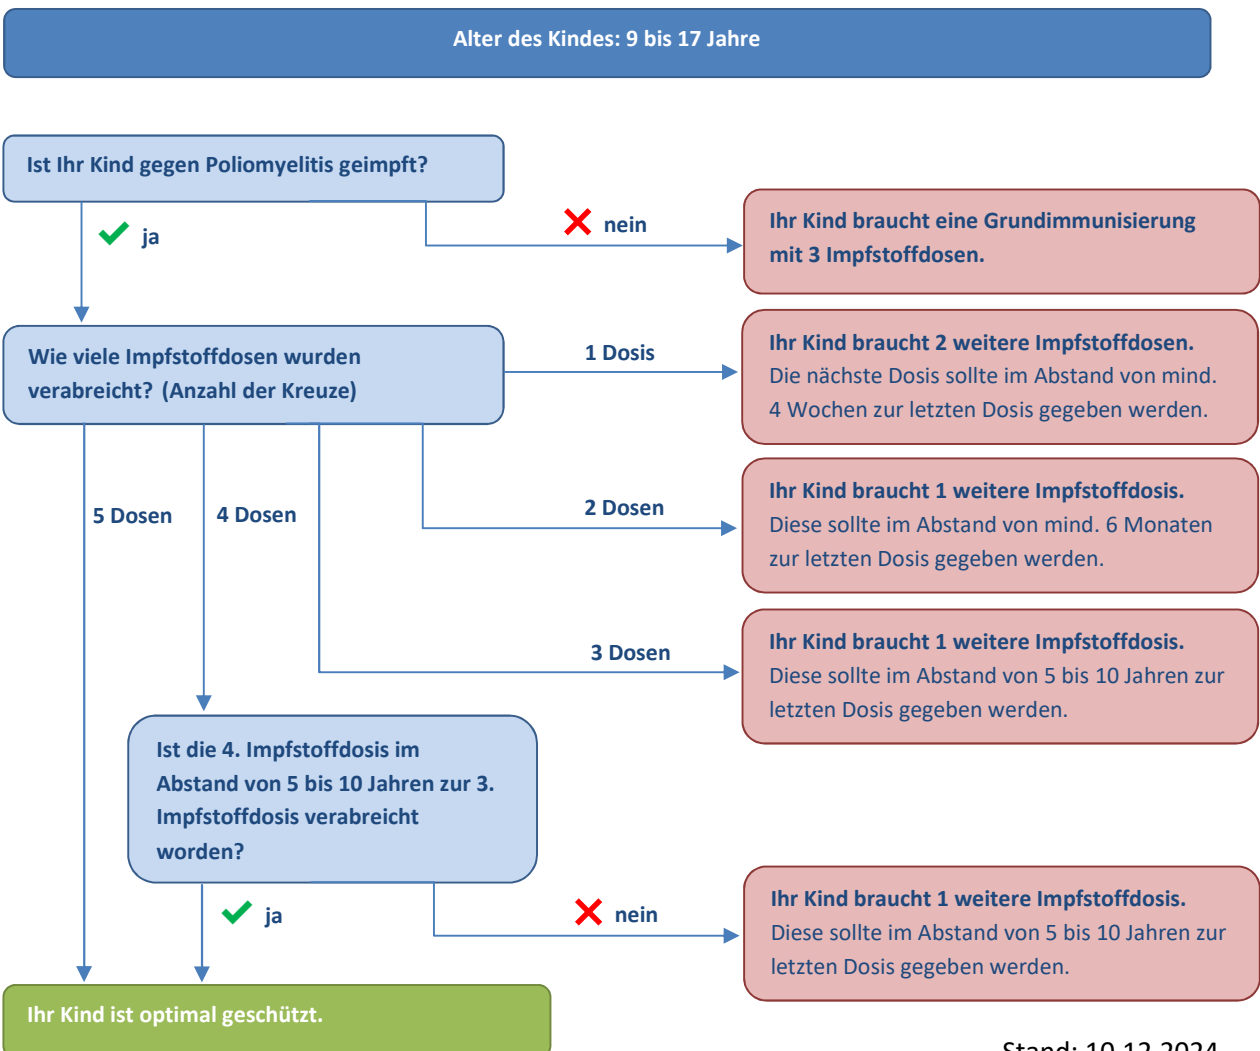 Alter des Kindes: 9 bis 17 Jahre
Ist Ihr Kind gegen Poliomyelitis geimpft?
ja
nein
Ihr Kind braucht eine Grundimmunisierung
mit 3 Impfstoffdosen.
Wie viele Impfstoffdosen wurden
verabreicht? (Anzahl der Kreuze)
1 Dosis
Ihr Kind braucht 2 weitere Impfstoffdosen.
Die nächste Dosis sollte im Abstand von mind.
4 Wochen zur letzten Dosis gegeben werden.
5 Dosen
4 Dosen
2 Dosen
Ihr Kind braucht 1 weitere Impfstoffdosis.
Diese sollte im Abstand von mind. 6 Monaten
zur letzten Dosis gegeben werden.
3 Dosen
Ihr Kind braucht 1 weitere Impfstoffdosis.
Diese sollte im Abstand von 5 bis 10 Jahren zur
letzten Dosis gegeben werden.
Ist die 4. Impfstoffdosis im
Abstand von 5 bis 10 Jahren zur 3.
Impfstoffdosis verabreicht
worden?
ja
nein
Ihr Kind braucht 1 weitere Impfstoffdosis.
Diese sollte im Abstand von 5 bis 10 Jahren zur
letzten Dosis gegeben werden.
Ihr Kind ist optimal geschützt.
Stand: 10.12.2024